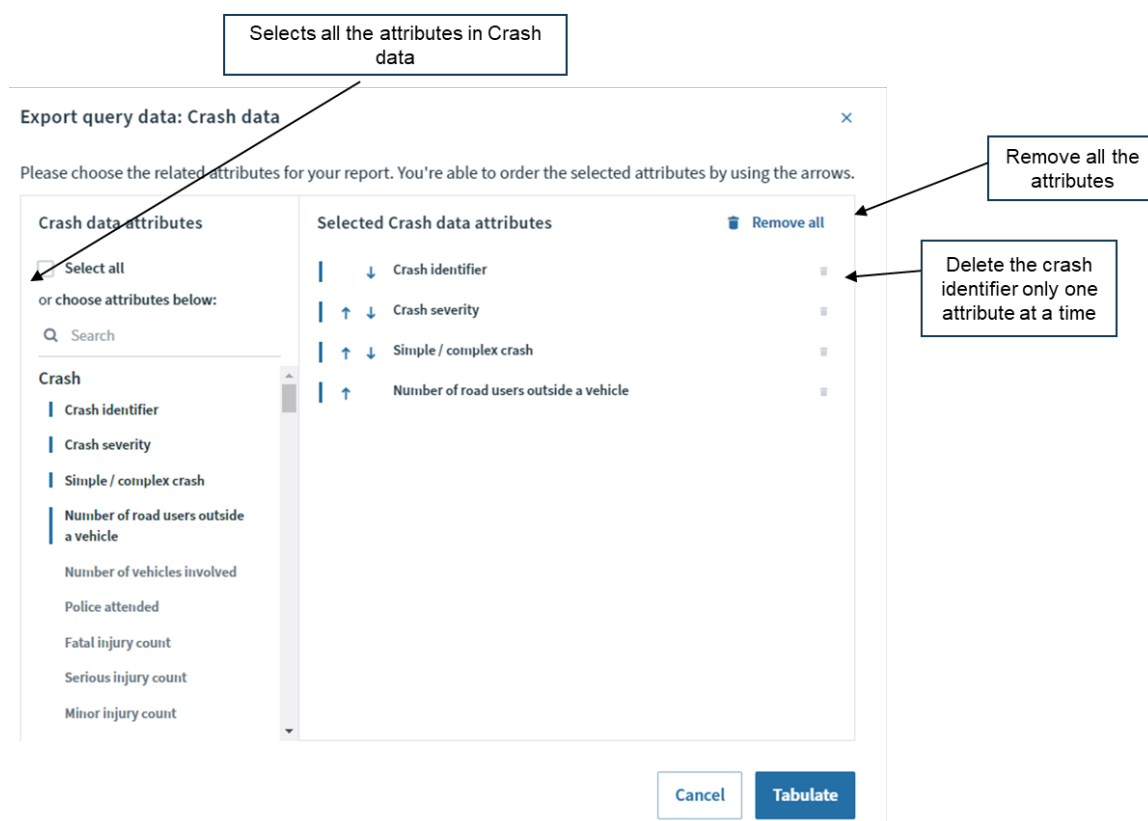 Selects all the attributes in Crash
data
Export query data: Crash data
Please choose the related attributes for your report. You're able to order the selected attributes by using the arrows.
Remove all the
attributes
Crash data attributes
Selected Crash data attributes
Remove all
Select all
or choose attributes below:
Search
Crash
Crash identifier
Crash severity
Simple / complex crash
Number of road users outside
a vehicle
Number of vehicles involved
Police attended
Fatal injury count
Serious injury count
Minor injury count
Crash identifier
Crash severity
Simple / complex crash
Number of road users outside a vehicle
Delete the crash
identifier only one
attribute at a time
Cancel
Tabulate